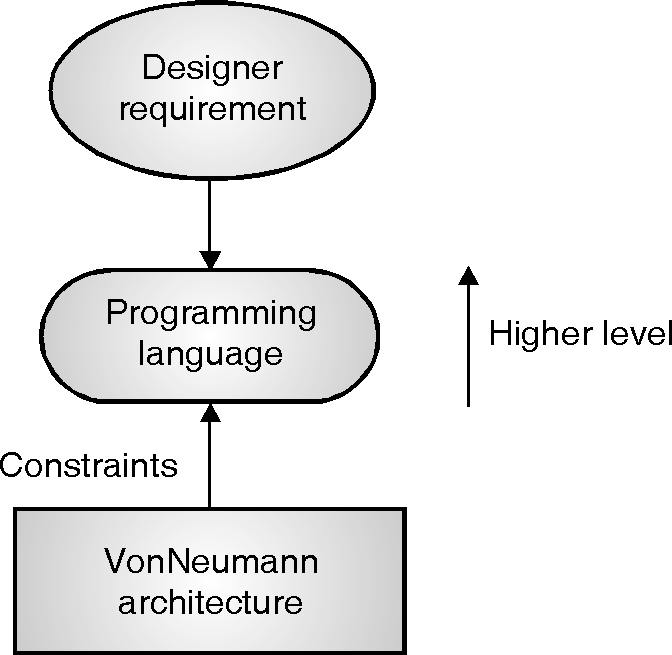 Designer
requirement
Programming
language
Higher level
Constraints
VonNeumann
architecture